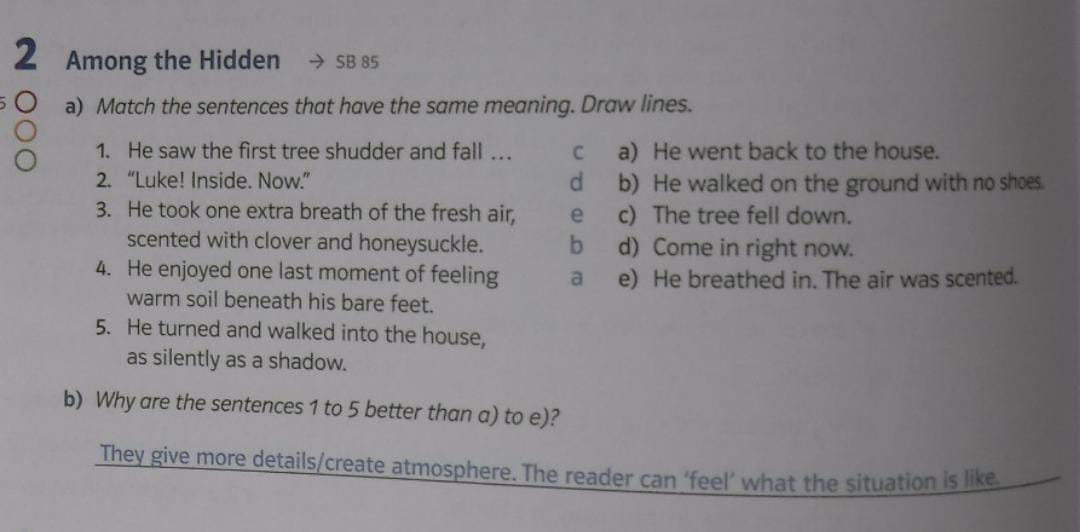 2 Among the Hidden → SB 85
a) Match the sentences that have the same meaning. Draw lines.
1. He saw the first tree shudder and fall ... c a) He went back to the house.
2. “Luke! Inside. Now.” d b) He walked on the ground with no shoes.
3. He took one extra breath of the fresh air, e c) The tree fell down.
scented with clover and honeysuckle. b d) Come in right now.
4. He enjoyed one last moment of feeling a e) He breathed in. The air was scented.
warm soil beneath his bare feet.
5. He turned and walked into the house,
as silently as a shadow.
b) Why are the sentences 1 to 5 better than a) to e)?
They give more details/create atmosphere. The reader can ‘feel’ what the situation is like.